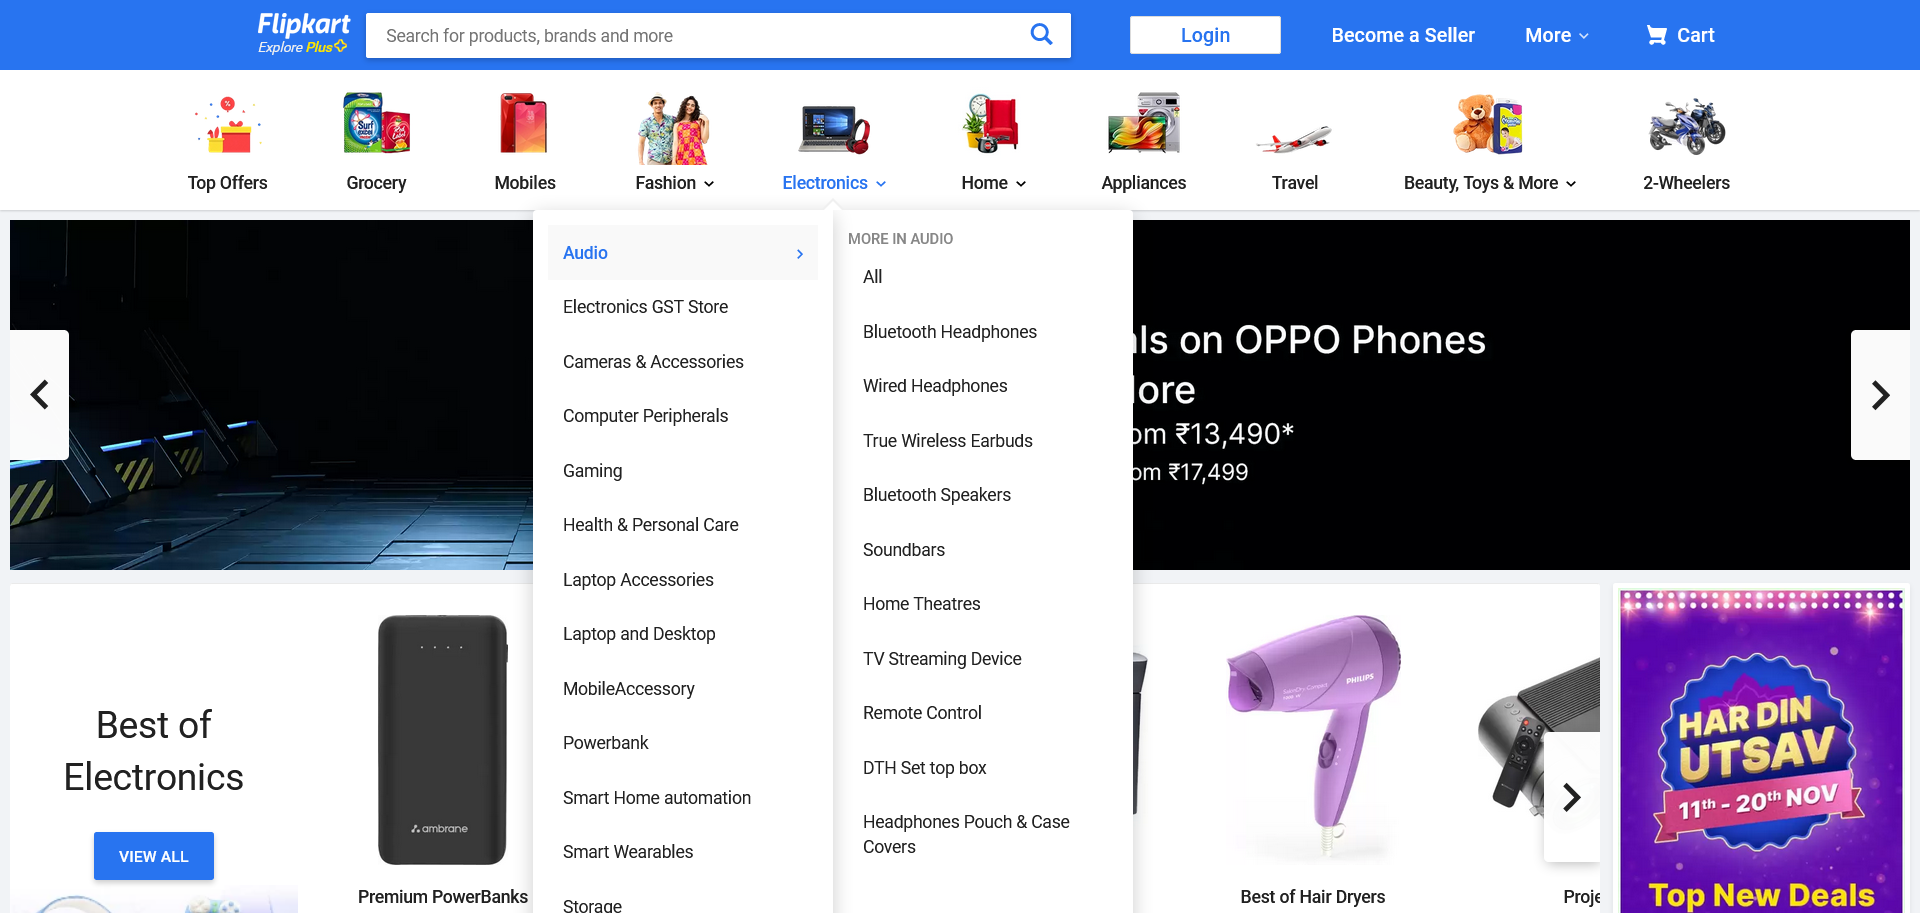 Flipkart
Explore Plus
Search for products, brands and more
Login
Become a Seller
More
Cart
Top Offers
Grocery
Mobiles
Fashion
Electronics
Home
Appliances
Travel
Beauty, Toys & More
2-Wheelers
Audio
Electronics GST Store
Cameras & Accessories
Computer Peripherals
Gaming
Health & Personal Care
Laptop Accessories
Laptop and Desktop
MobileAccessory
Powerbank
Smart Home automation
Smart Wearables
Storage
MORE IN AUDIO
All
Bluetooth Headphones
Wired Headphones
True Wireless Earbuds
Bluetooth Speakers
Soundbars
Home Theatres
TV Streaming Device
Remote Control
DTH Set top box
Headphones Pouch & Case
Covers
on OPPO Phones
₹13,490*
₹17,499
Best of
Electronics
VIEW ALL
ambrane
Premium PowerBanks
PHILIPS
Best of Hair Dryers
HAR DIN
UTSAV
11th - 20th NOV
Top New Deals